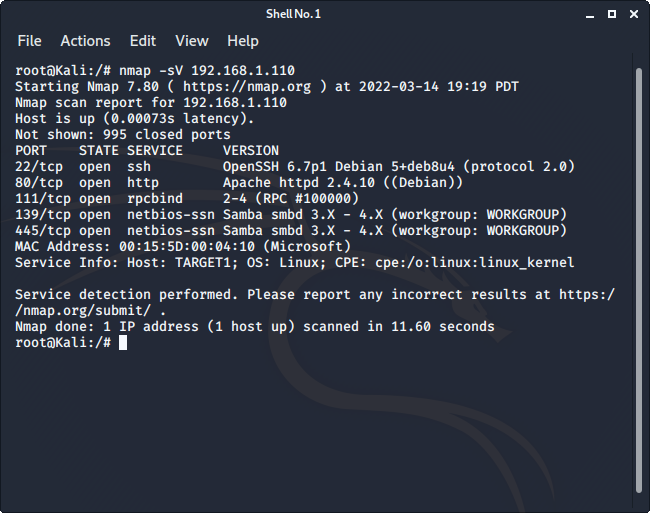 Shell No. 1
File Actions Edit View Help
root@Kali:/# nmap -sV 192.168.1.110
Starting Nmap 7.80 ( https://nmap.org ) at 2022-03-14 19:19 PDT
Nmap scan report for 192.168.1.110
Host is up (0.00073s latency).
Not shown: 995 closed ports
PORT    STATE SERVICE     VERSION
22/tcp  open  ssh         OpenSSH 6.7p1 Debian 5+deb8u4 (protocol 2.0)
80/tcp  open  http        Apache httpd 2.4.10 ((Debian))
111/tcp open  rpcbind     2-4 (RPC #100000)
139/tcp open  netbios-ssn Samba smbd 3.X - 4.X (workgroup: WORKGROUP)
445/tcp open  netbios-ssn Samba smbd 3.X - 4.X (workgroup: WORKGROUP)
MAC Address: 00:15:5D:00:04:10 (Microsoft)
Service Info: Host: TARGET1; OS: Linux; CPE: cpe:/o:linux:linux_kernel
Service detection performed. Please report any incorrect results at https:/
/nmap.org/submit/ .
Nmap done: 1 IP address (1 host up) scanned in 11.60 seconds
root@Kali:/#